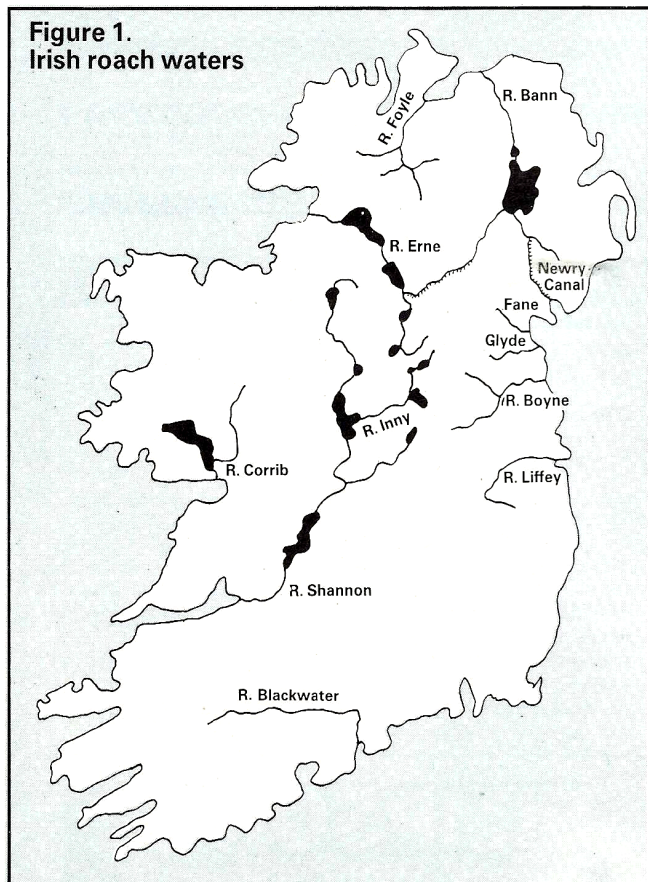 Figure 1.
Irish roach waters
R. Bann
R. Foyle
R. Erne
Newry
Canal
Fane
Glyde
R. Boyne
R. Inny
R. Corrib
R. Liffey
R. Shannon
R. Blackwater